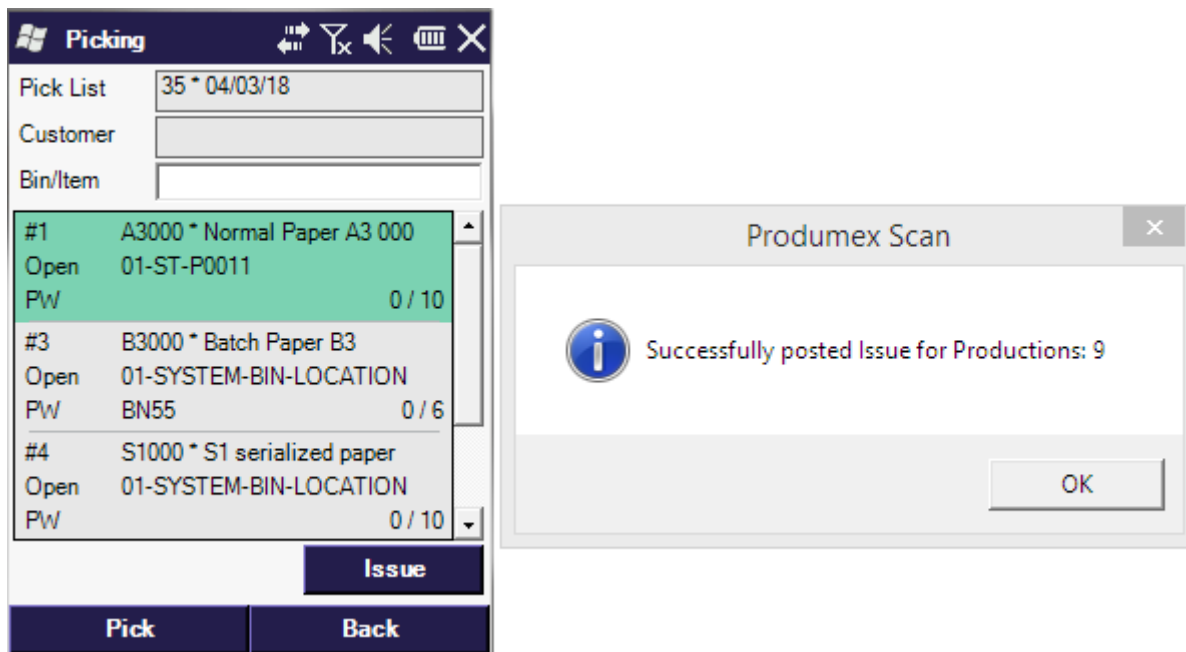 Picking
Pick List 35 * 04/03/18
Customer
Bin/Item
#1 A3000 * Normal Paper A3 000
Open 01-ST-P0011
PW 0 / 10
#3 B3000 * Batch Paper B3
Open 01-SYSTEM-BIN-LOCATION
PW BN55 0 / 6
#4 S1000 * S1 serialized paper
Open 01-SYSTEM-BIN-LOCATION
PW 0 / 10
Issue
Pick Back
Produmex Scan
Successfully posted Issue for Productions: 9
OK